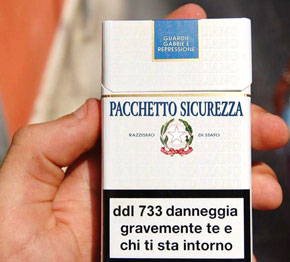 GUARDIE
GABBIE E
REPRESSIONE
PACCHETTO SICUREZZA
RAZZISMO DI STATO
ddl 733 danneggia
gravemente te e
chi ti sta intorno